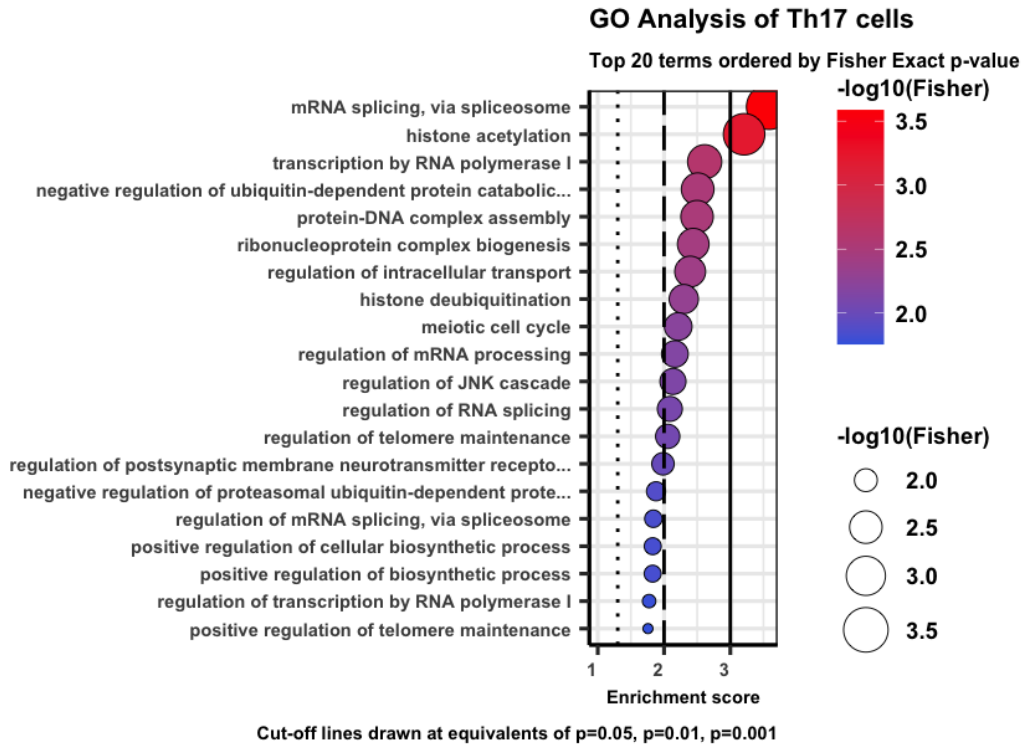 GO Analysis of Th17 cells
Top 20 terms ordered by Fisher Exact p-value
mRNA splicing, via spliceosome
histone acetylation
transcription by RNA polymerase I
negative regulation of ubiquitin-dependent protein catabolic...
protein-DNA complex assembly
ribonucleoprotein complex biogenesis
regulation of intracellular transport
histone deubiquitination
meiotic cell cycle
regulation of mRNA processing
regulation of JNK cascade
regulation of RNA splicing
regulation of telomere maintenance
regulation of postsynaptic membrane neurotransmitter recepto...
negative regulation of proteasomal ubiquitin-dependent prote...
regulation of mRNA splicing, via spliceosome
positive regulation of cellular biosynthetic process
positive regulation of biosynthetic process
regulation of transcription by RNA polymerase I
positive regulation of telomere maintenance
1 2 3
Enrichment score
Cut-off lines drawn at equivalents of p=0.05, p=0.01, p=0.001
-log10(Fisher)
3.5
3.0
2.5
2.0
-log10(Fisher)
2.0
2.5
3.0
3.5